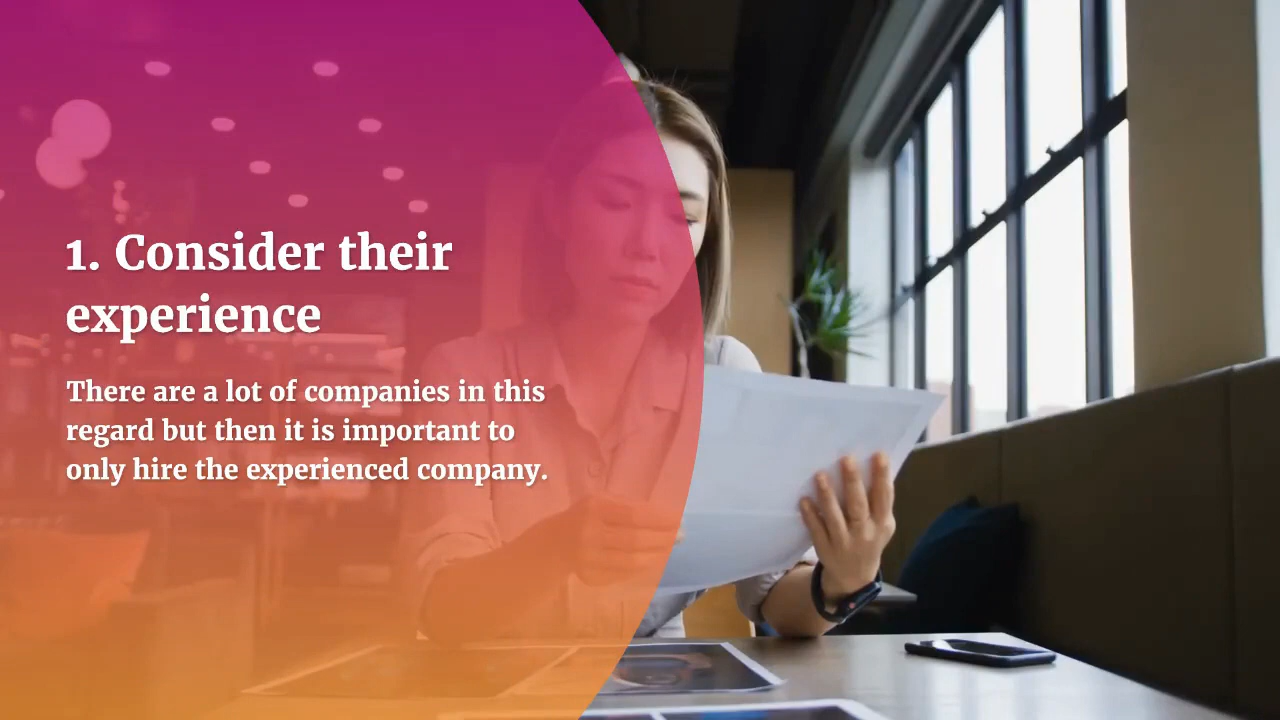 1. Consider their
experience
There are a lot of companies in this
regard but then it is important to
only hire the experienced company.